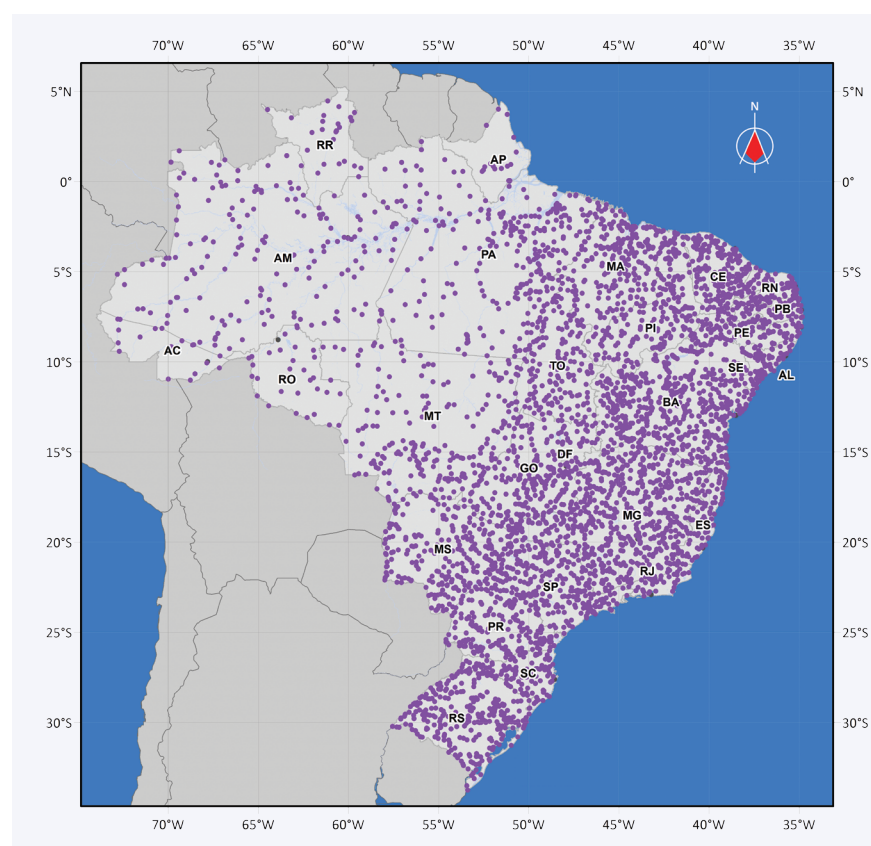 70°W 65°W 60°W 55°W 50°W 45°W 40°W 35°W
5°N 5°N
N
RR
AP
0° 0°
AM PA MA
5°S CE 5°S
RN
PB
PI PE
AC
10°S TO SE 10°S
RO AL
MT BA
15°S GO DF 15°S
MG ES
20°S MS 20°S
SP RJ
PR
25°S 25°S
SC
RS
30°S 30°S
70°W 65°W 60°W 55°W 50°W 45°W 40°W 35°W